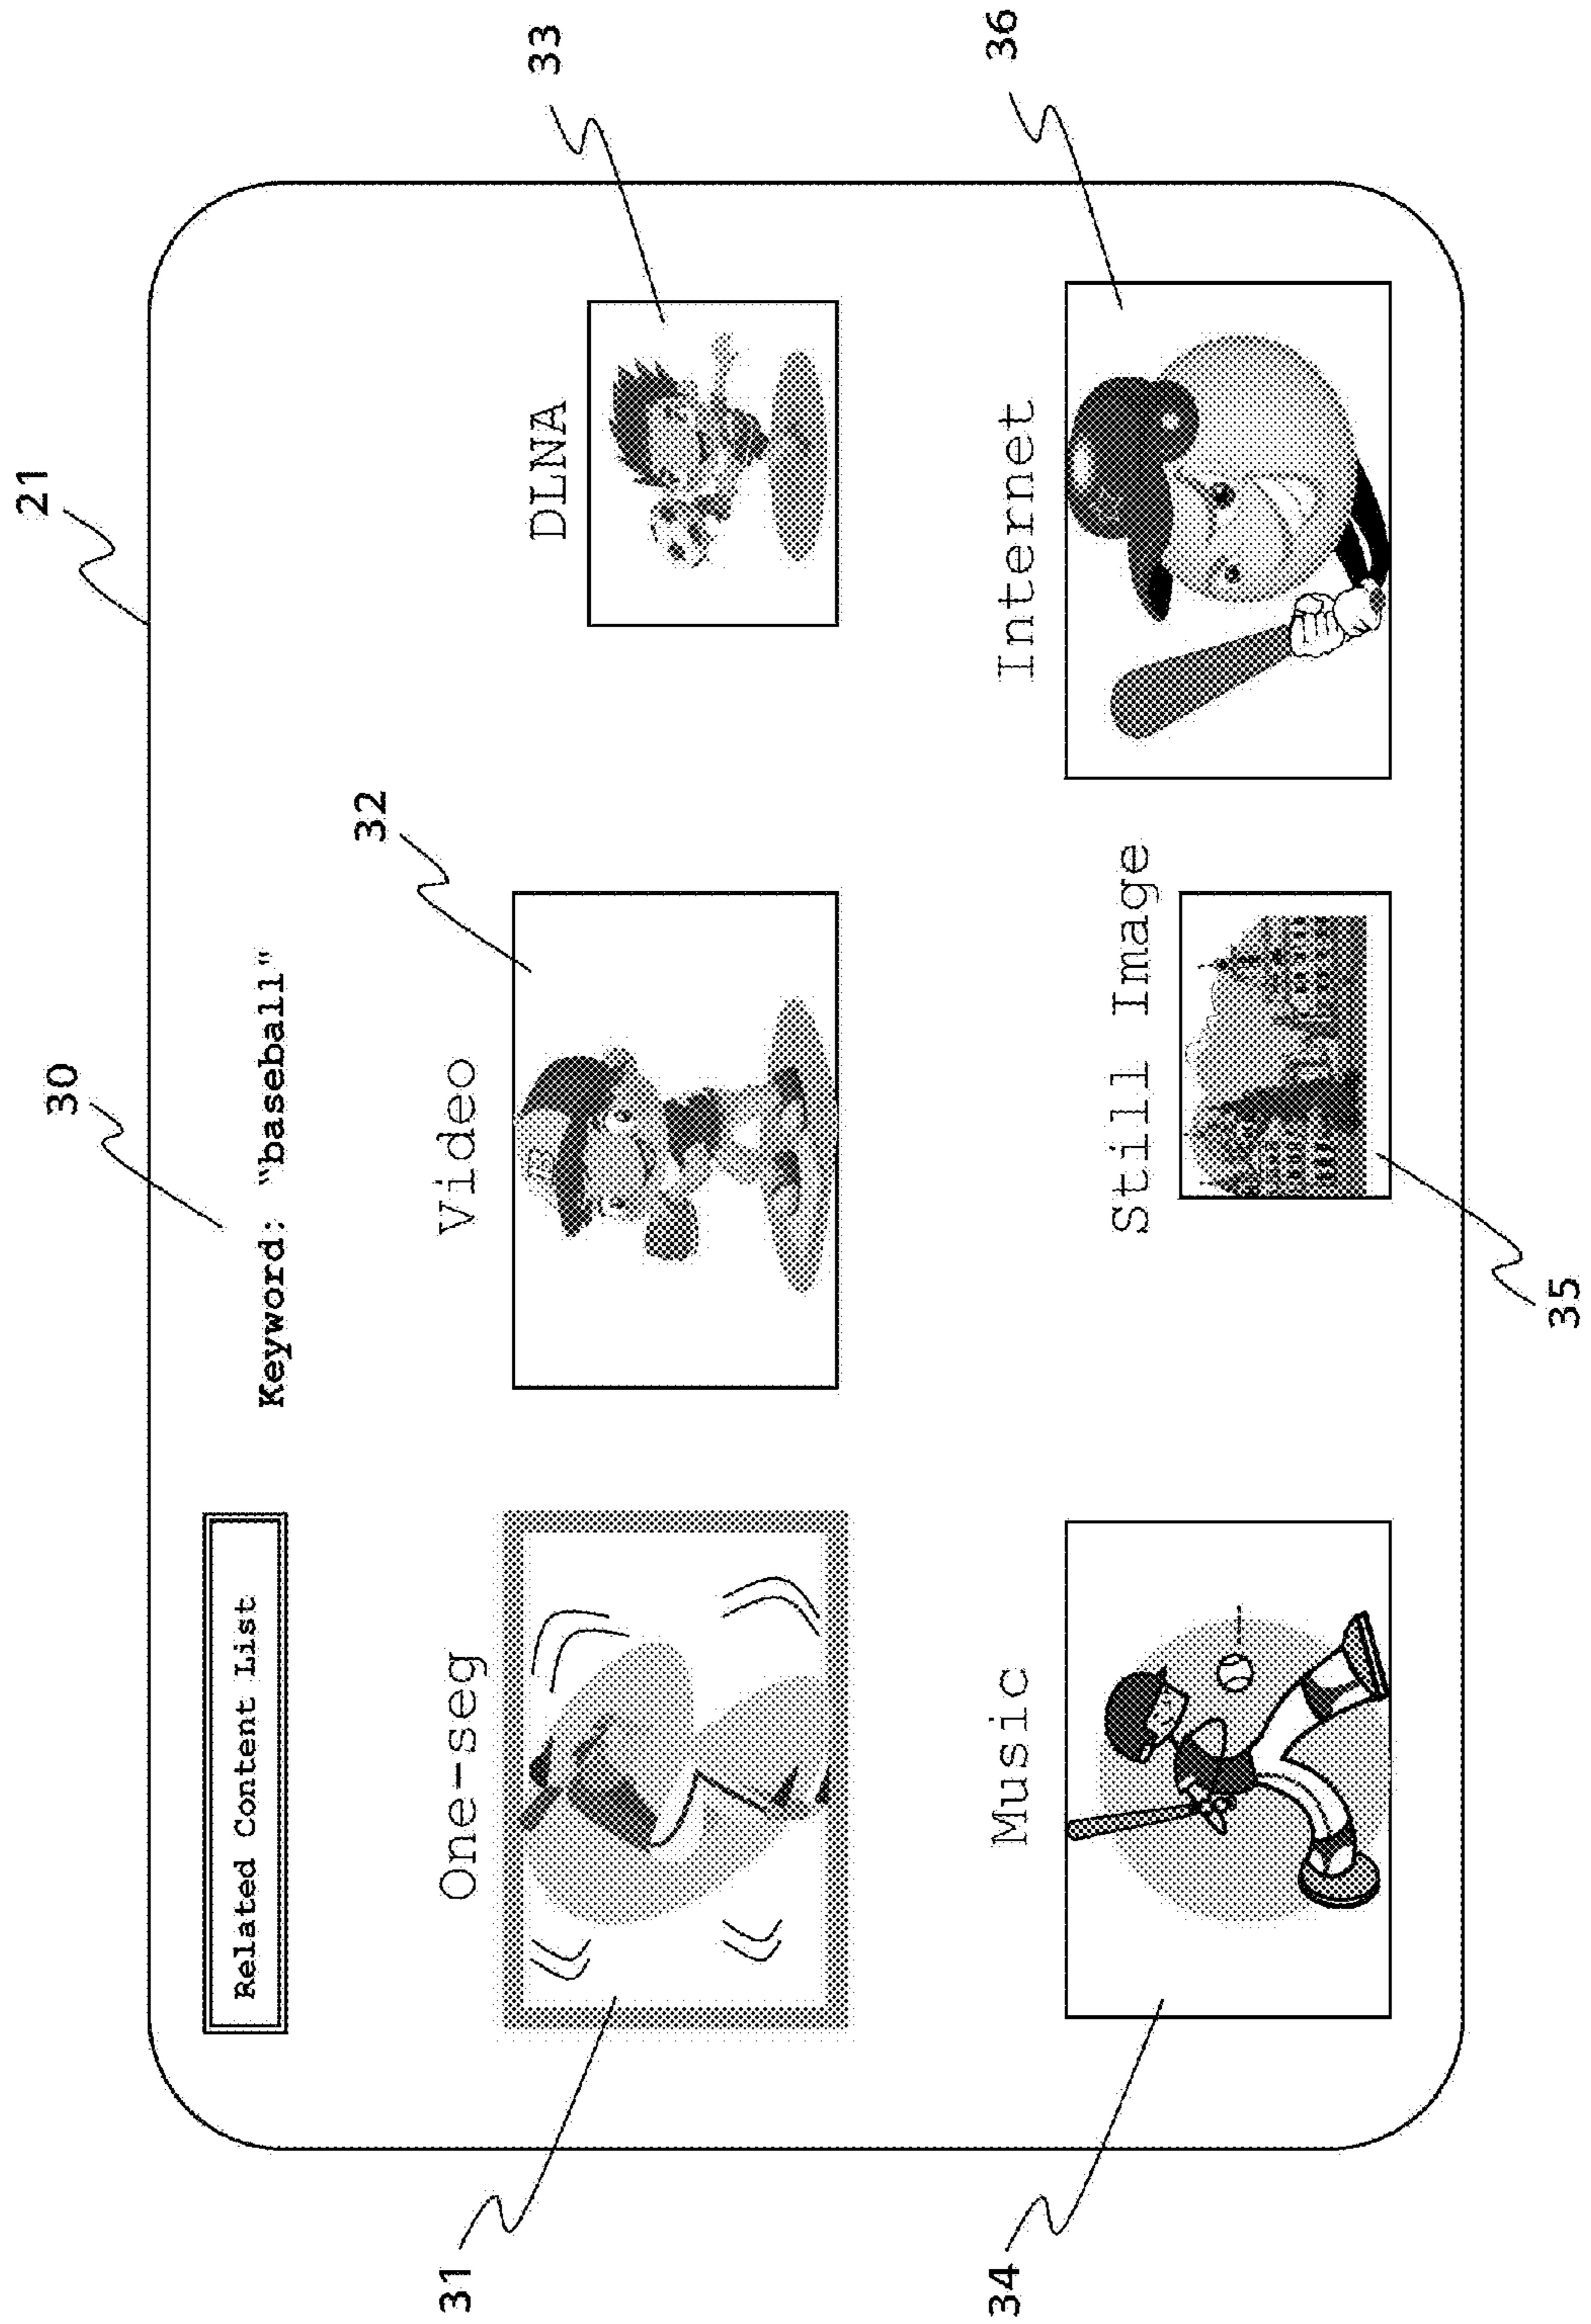 21
30
Related Content List
Keyword: "baseball"
32
33
One-seg
Video
DLNA
31
36
Music
Still Image
Internet
34
35